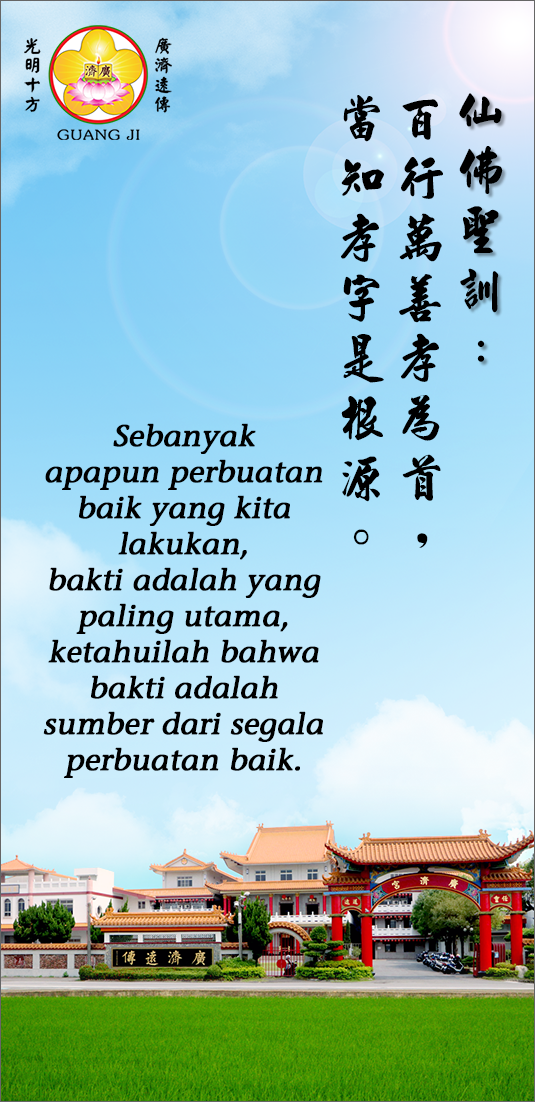 光明十方
廣濟
廣濟遠傳
GUANG JI
仙佛聖訓：
百行萬善孝為首，
當知孝字是根源。
Sebanyak
apapun perbuatan
baik yang kita
lakukan,
bakti adalah yang
paling utama,
ketahuilah bahwa
bakti adalah
sumber dari segala
perbuatan baik.
宮濟廣
傳遠濟廣